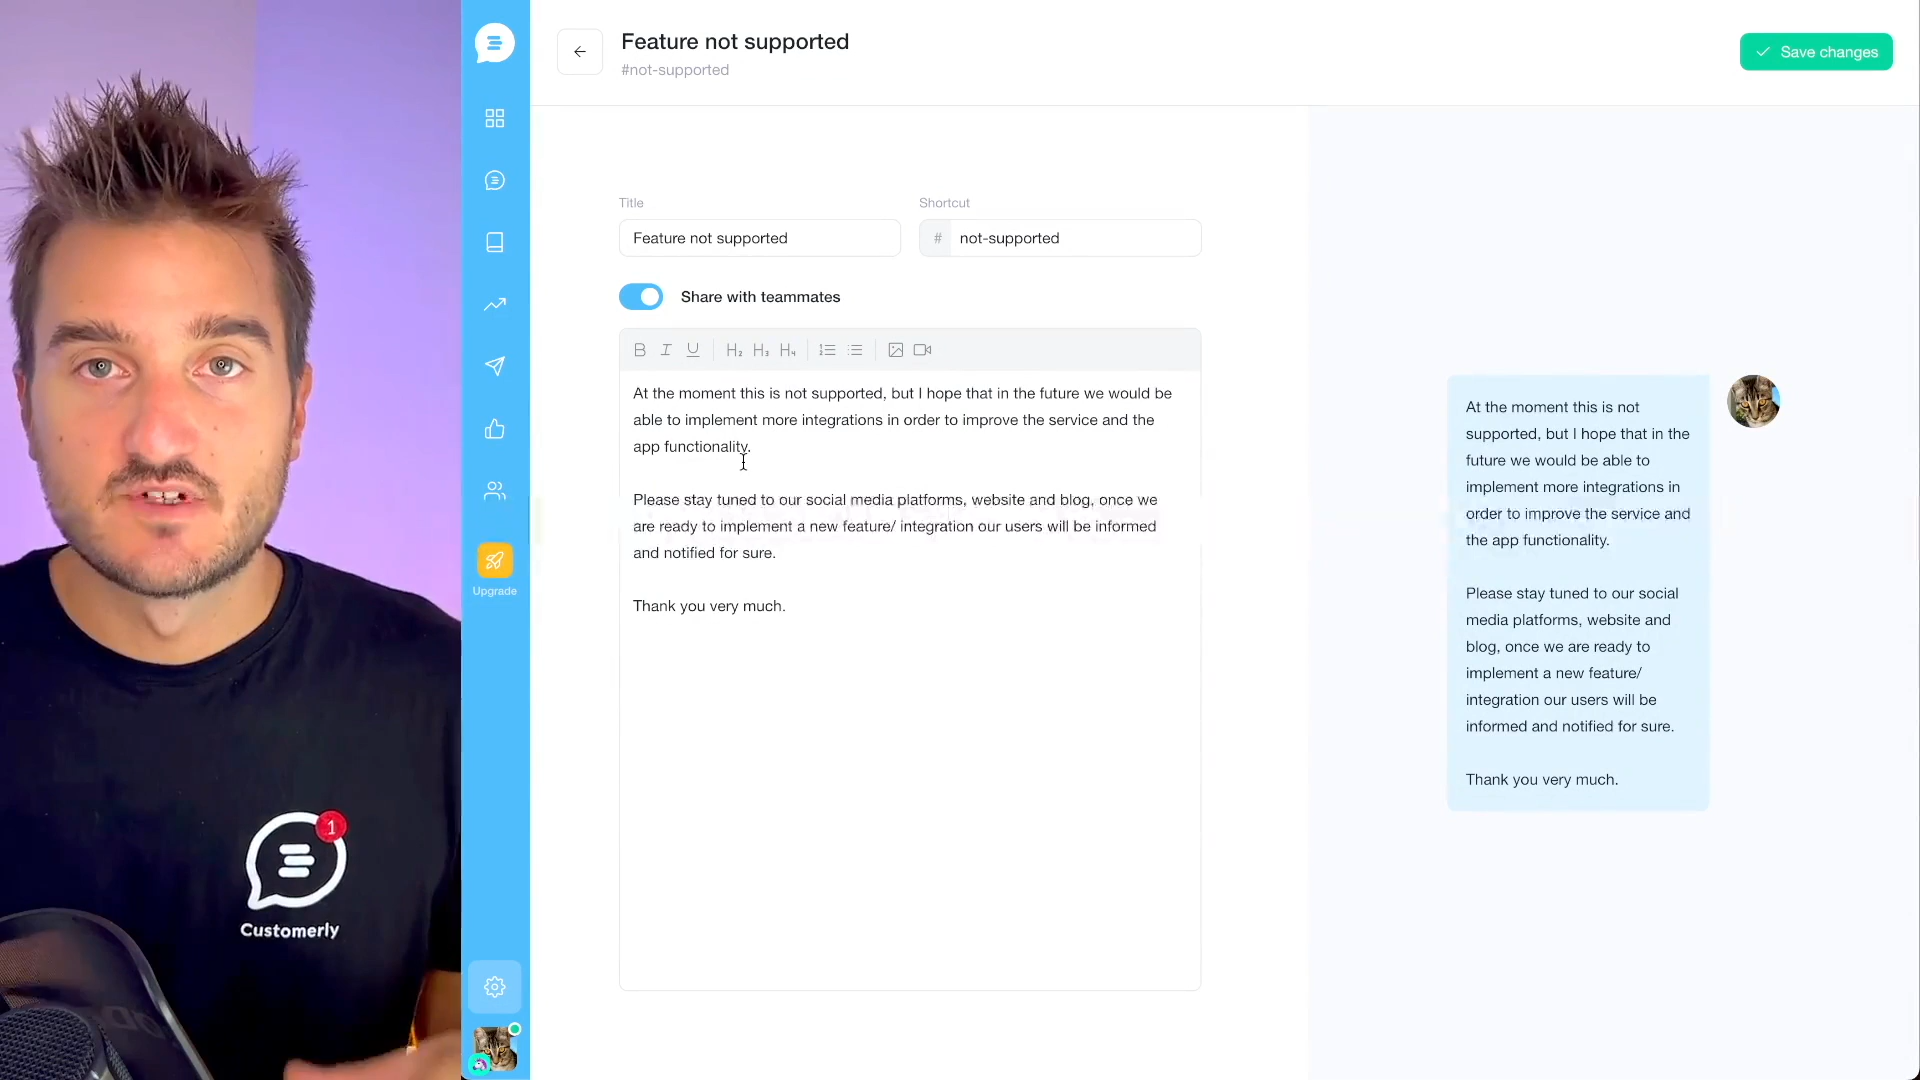 Feature not supported
#not-supported
Save changes
Title
Shortcut
Feature not supported
# not-supported
Share with teammates
B I U H2 H3 H4
At the moment this is not supported, but I hope that in the future we would be
able to implement more integrations in order to improve the service and the
app functionality.
Please stay tuned to our social media platforms, website and blog, once we
are ready to implement a new feature/ integration our users will be informed
and notified for sure.
Thank you very much.
At the moment this is not
supported, but I hope that in the
future we would be able to
implement more integrations in
order to improve the service and
the app functionality.
Please stay tuned to our social
media platforms, website and
blog, once we are ready to
implement a new feature/
integration our users will be
informed and notified for sure.
Thank you very much.
Upgrade
1
Customerly